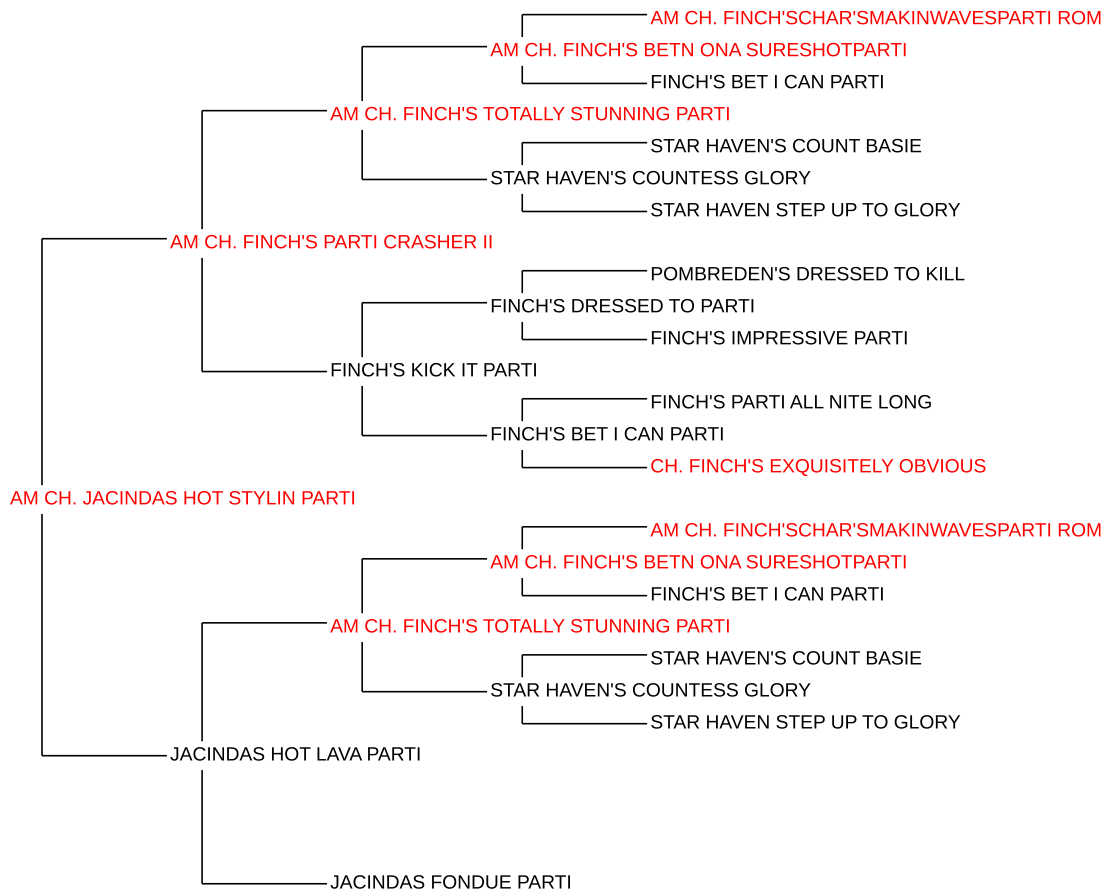 AM CH. FINCH'SCHAR'SMAKINWAVESPARTI ROM
AM CH. FINCH'S BETN ONA SURESHOTPARTI
FINCH'S BET I CAN PARTI
AM CH. FINCH'S TOTALLY STUNNING PARTI
STAR HAVEN'S COUNT BASIE
STAR HAVEN'S COUNTESS GLORY
STAR HAVEN STEP UP TO GLORY
AM CH. FINCH'S PARTI CRASHER II
POMBREDEN'S DRESSED TO KILL
FINCH'S DRESSED TO PARTI
FINCH'S IMPRESSIVE PARTI
FINCH'S KICK IT PARTI
FINCH'S PARTI ALL NITE LONG
FINCH'S BET I CAN PARTI
CH. FINCH'S EXQUISITELY OBVIOUS
AM CH. JACINDAS HOT STYLIN PARTI
AM CH. FINCH'SCHAR'SMAKINWAVESPARTI ROM
AM CH. FINCH'S BETN ONA SURESHOTPARTI
FINCH'S BET I CAN PARTI
AM CH. FINCH'S TOTALLY STUNNING PARTI
STAR HAVEN'S COUNT BASIE
STAR HAVEN'S COUNTESS GLORY
STAR HAVEN STEP UP TO GLORY
JACINDAS HOT LAVA PARTI
JACINDAS FONDUE PARTI